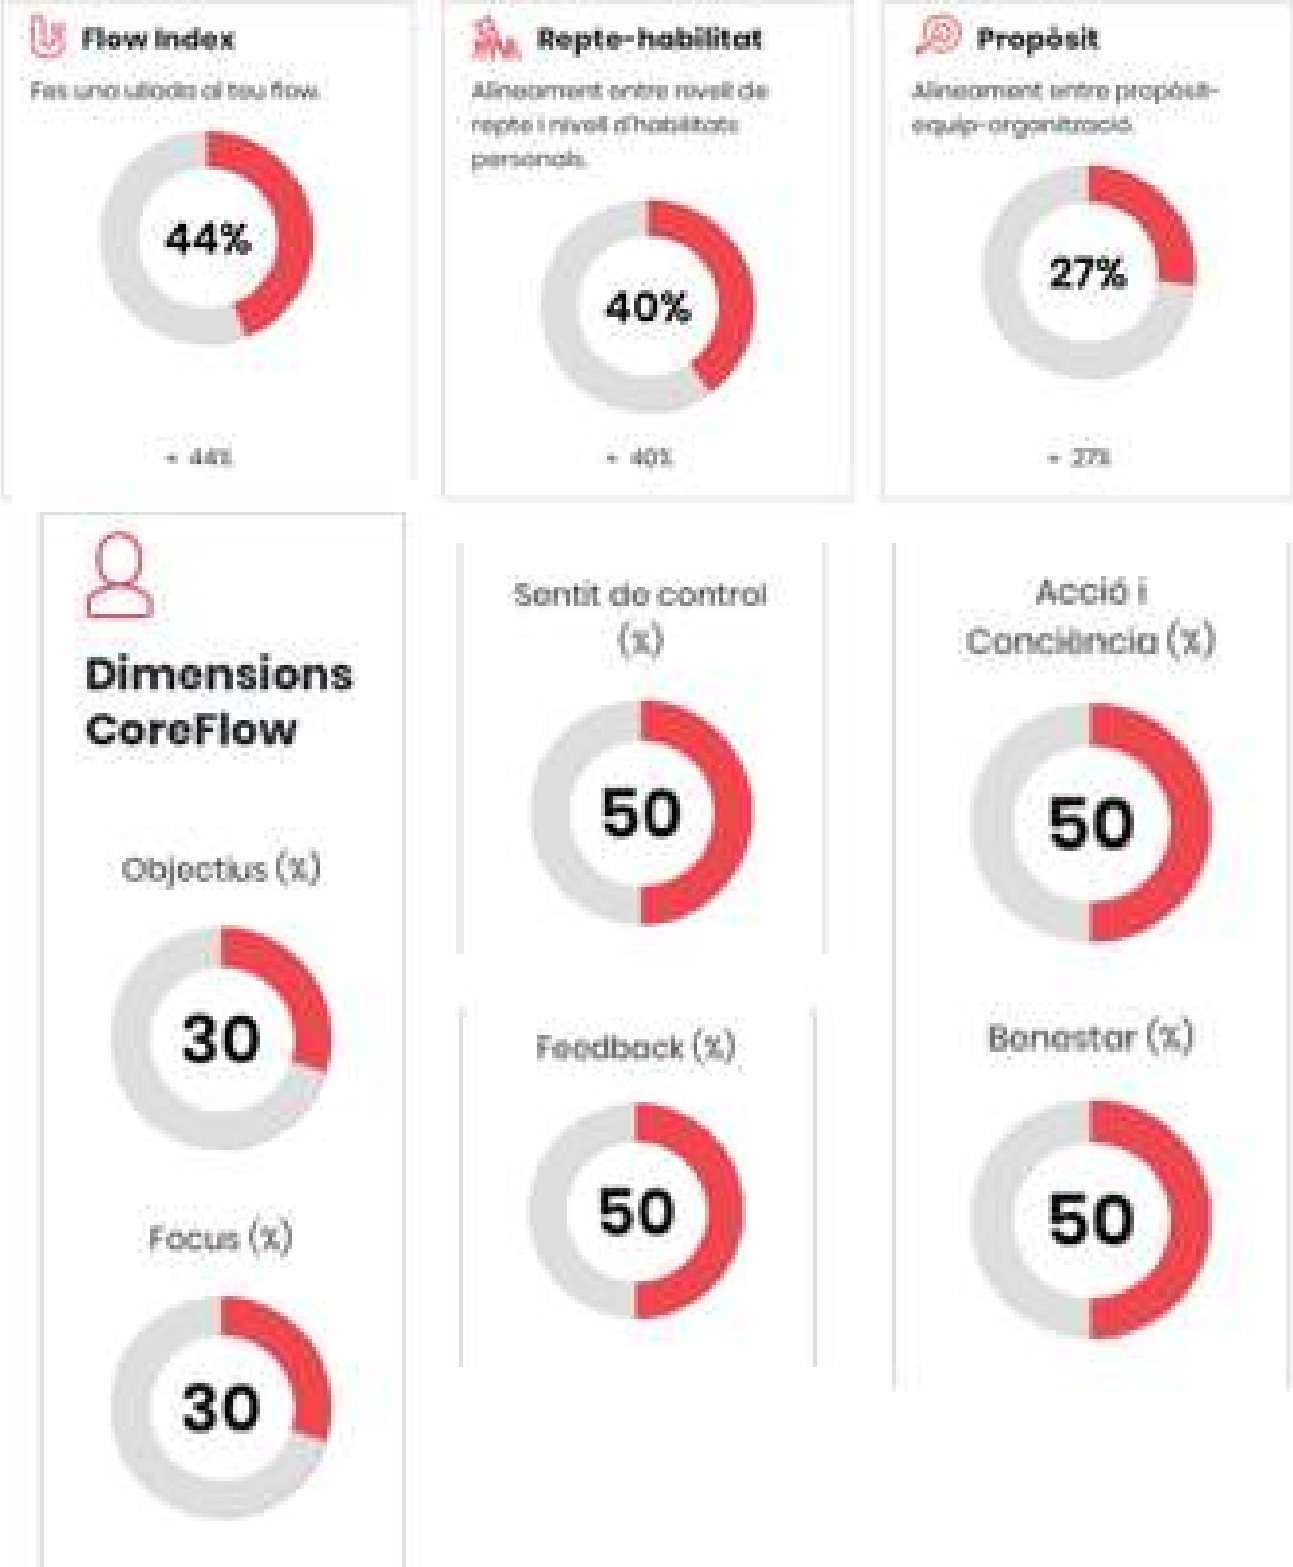 Flow Index
Fes una ullada al teu flow.
44%
44%
Repte-habilitat
Alineament entre nivell de
repte i nivell d'habilitats
personals.
40%
40%
Propòsit
Alineament entre propòsit-
equip-organització.
27%
27%
Dimensions
CoreFlow
Objectius (%)
30
Focus (%)
30
Sentit de control
(%)
50
Feedback (%)
50
Acció i
Conciència (%)
50
Benestar (%)
50